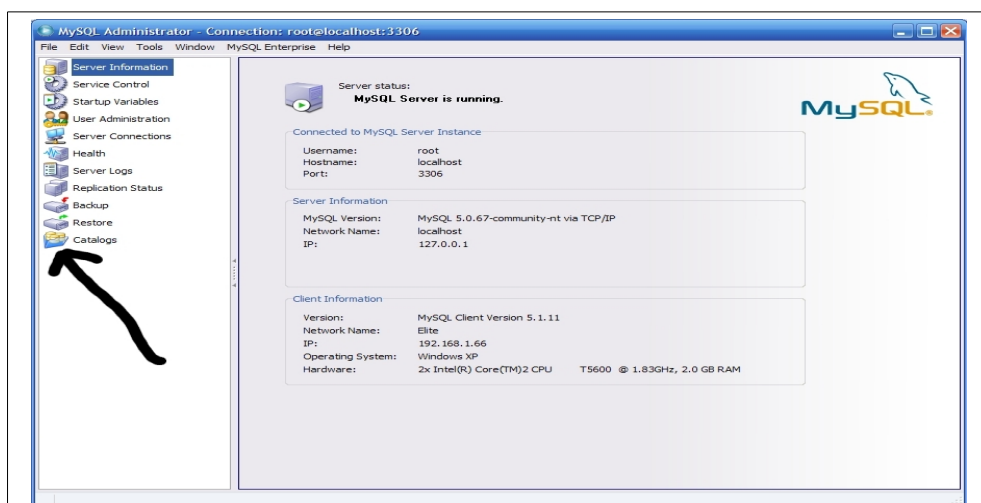 MySQL Administrator - Connection: root@localhost:3306
File Edit View Tools Window MySQL Enterprise Help
Server Information
Service Control
Startup Variables
User Administration
Server Connections
Health
Server Logs
Replication Status
Backup
Restore
Catalogs
Server status:
MySQL Server is running.
MySQL
Connected to MySQL Server Instance
Username: root
Hostname: localhost
Port: 3306
Server Information
MySQL Version: MySQL 5.0.67-community-nt via TCP/IP
Network Name: localhost
IP: 127.0.0.1
Client Information
Version: MySQL Client Version 5.1.11
Network Name: Elite
IP: 192.168.1.66
Operating System: Windows XP
Hardware: 2x Intel(R) Core(TM)2 CPU T5600 @ 1.83GHz, 2.0 GB RAM